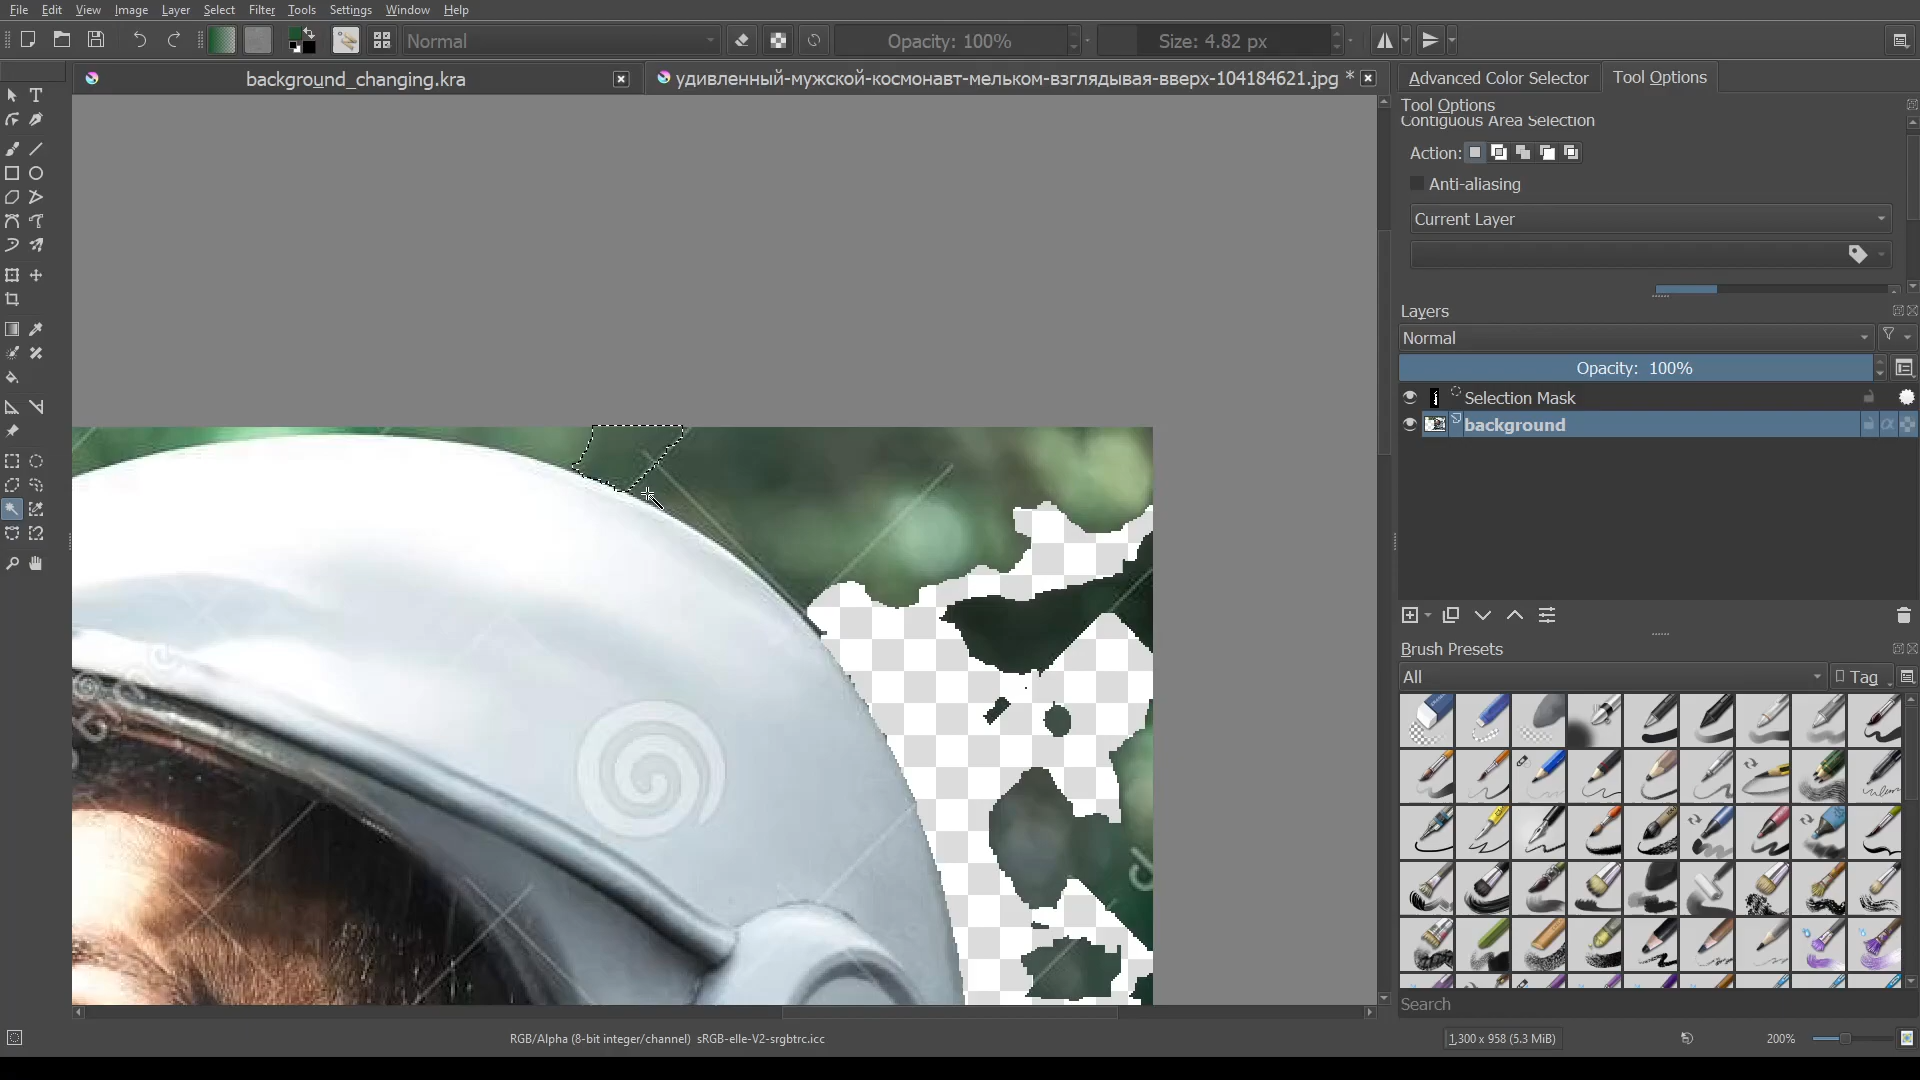 File Edit View Image Layer Select Filter Tools Settings Window Help
Normal
Opacity: 100%
Size: 4.82 px
background_changing.kra
удивленный-мужской-космонавт-мельком-взглядывая-вверх-104184621.jpg *
Advanced Color Selector
Tool Options
Tool Options
Contiguous Area Selection
Action:
Anti-aliasing
Current Layer
Layers
Normal
Opacity: 100%
Selection Mask
background
Brush Presets
All
Tag
Search
RGB/Alpha (8-bit integer/channel) sRGB-elle-V2-srgbtrc.icc
1,300 x 958 (5.3 MiB)
200%